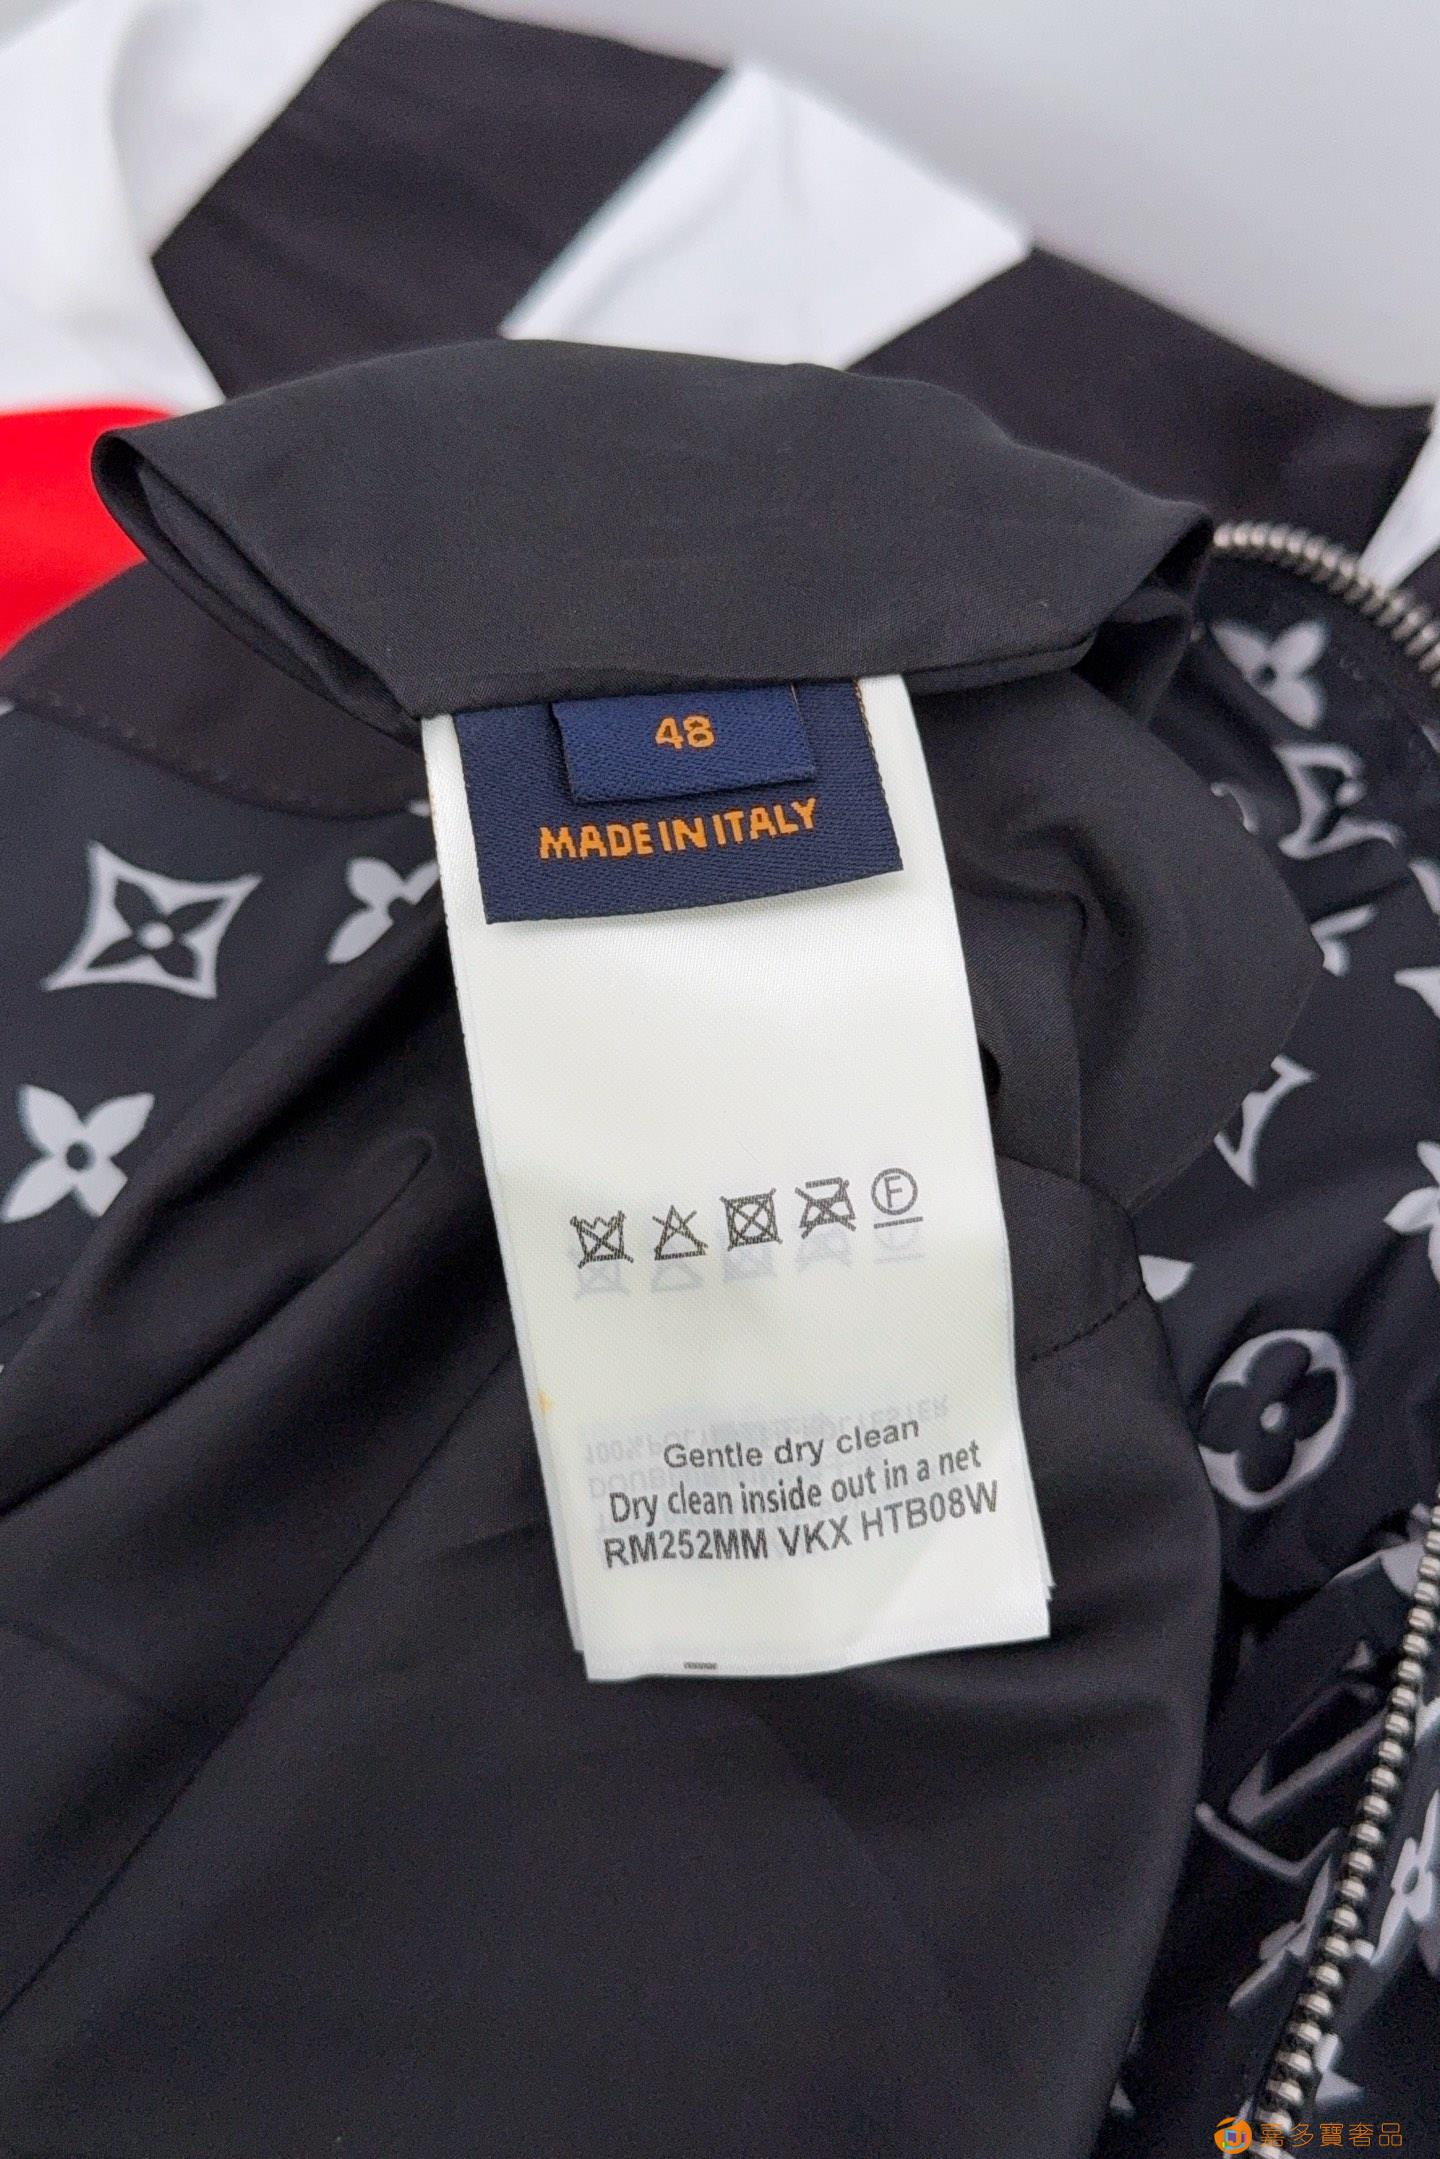 48
MADE IN ITALY
F
Gentle dry clean
Dry clean inside out in a net
RM252MM VKX HTB08W
嘉多寶奢品